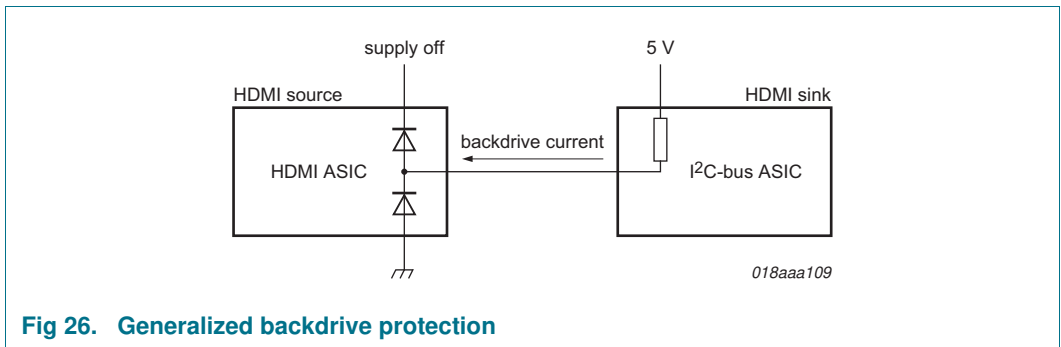 supply off
5 V
HDMI source
HDMI sink
backdrive current
HDMI ASIC
I2C-bus ASIC
018aaa109
Fig 26. Generalized backdrive protection